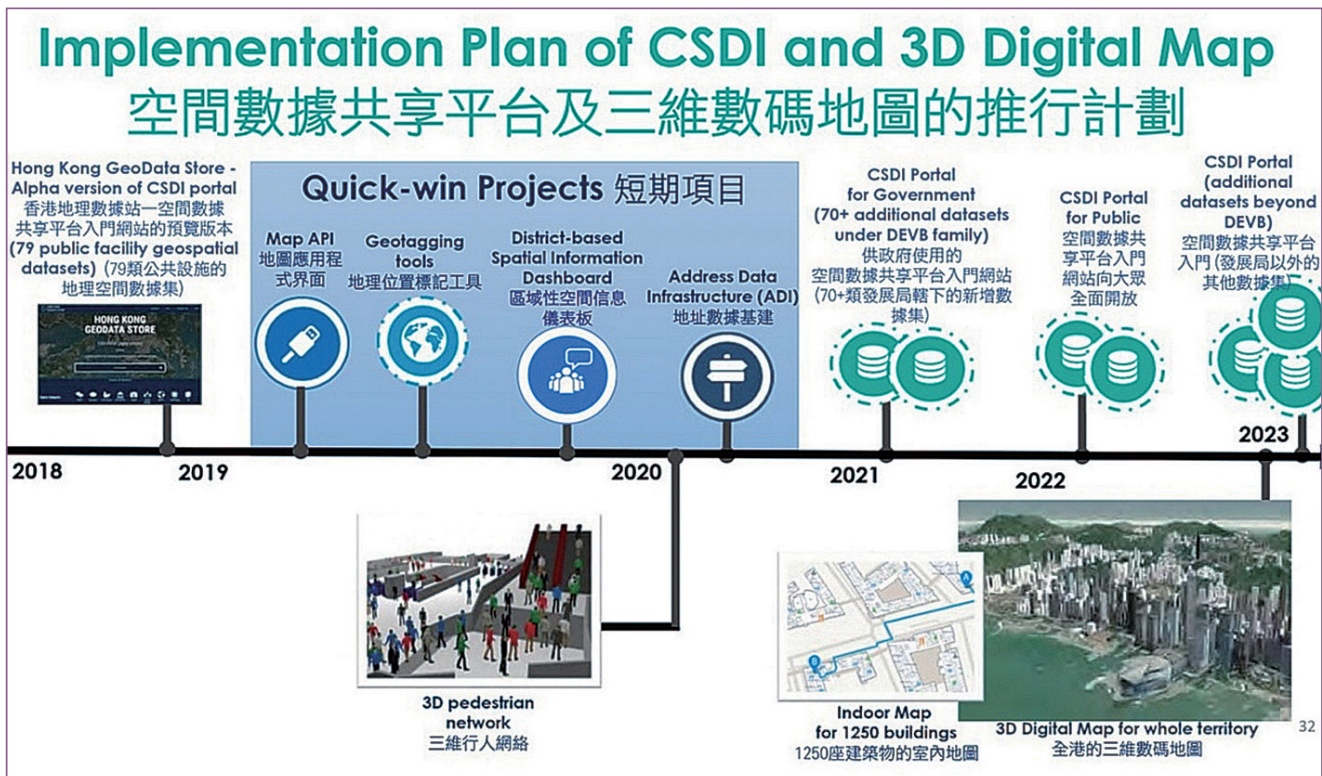 Implementation Plan of CSDI and 3D Digital Map
空間數據共享平台及三維數碼地圖的推行計劃
Hong Kong GeoData Store -
Alpha version of CSDI portal
香港地理數據站—空間數據
共享平台入門網站的預覽版本
(79 public facility geospatial
datasets) (79類公共設施的
地理空間數據集)
HONG KONG
GEODATA STORE
Quick-win Projects 短期項目
Map API
地圖應用程
式界面
Geotagging
tools
地理位置標記工具
District-based
Spatial Information
Dashboard
區域性空間信息
儀表板
Address Data
Infrastructure (ADI)
地址數據基建
CSDI Portal
for Government
(70+ additional datasets
under DEVB family)
供政府使用的
空間數據共享平台入門網站
(70+類發展局轄下的新增數
據集)
CSDI Portal
for Public
空間數據共
享平台入門
網站向大眾
全面開放
CSDI Portal
(additional
datasets beyond
DEVB)
空間數據共享平台
入門 (發展局以外的
其他數據集)
2018
2019
2020
2021
2022
2023
3D pedestrian
network
三維行人網絡
A
B
Indoor Map
for 1250 buildings
1250座建築物的室內地圖
3D Digital Map for whole territory
全港的三維數碼地圖
32